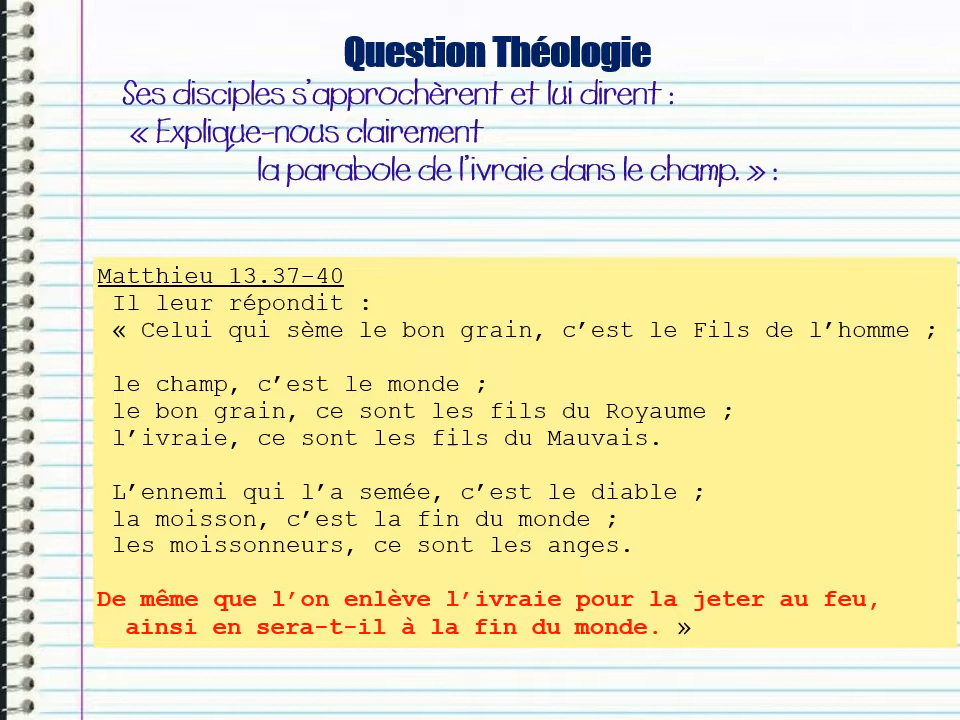 Question Théologie
Ses disciples s’approchèrent et lui dirent :
« Explique-nous clairement
la parabole de l’ivraie dans le champ. » :
Matthieu 13.37-40
Il leur répondit :
« Celui qui sème le bon grain, c’est le Fils de l’homme ;
le champ, c’est le monde ;
le bon grain, ce sont les fils du Royaume ;
l’ivraie, ce sont les fils du Mauvais.
L’ennemi qui l’a semée, c’est le diable ;
la moisson, c’est la fin du monde ;
les moissonneurs, ce sont les anges.
De même que l’on enlève l’ivraie pour la jeter au feu,
ainsi en sera-t-il à la fin du monde. »